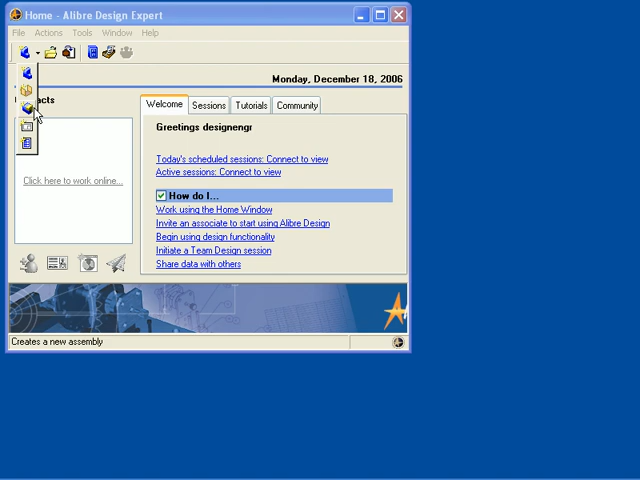 Home - Alibre Design Expert
File Actions Tools Window Help
Monday, December 18, 2006
acts
Welcome Sessions Tutorials Community
Greetings designengr
Today's scheduled sessions: Connect to view
Active sessions: Connect to view
How do I...
Click here to work online...
Work using the Home Window
Invite an associate to start using Alibre Design
Begin using design functionality
Initiate a Team Design session
Share data with others
Creates a new assembly